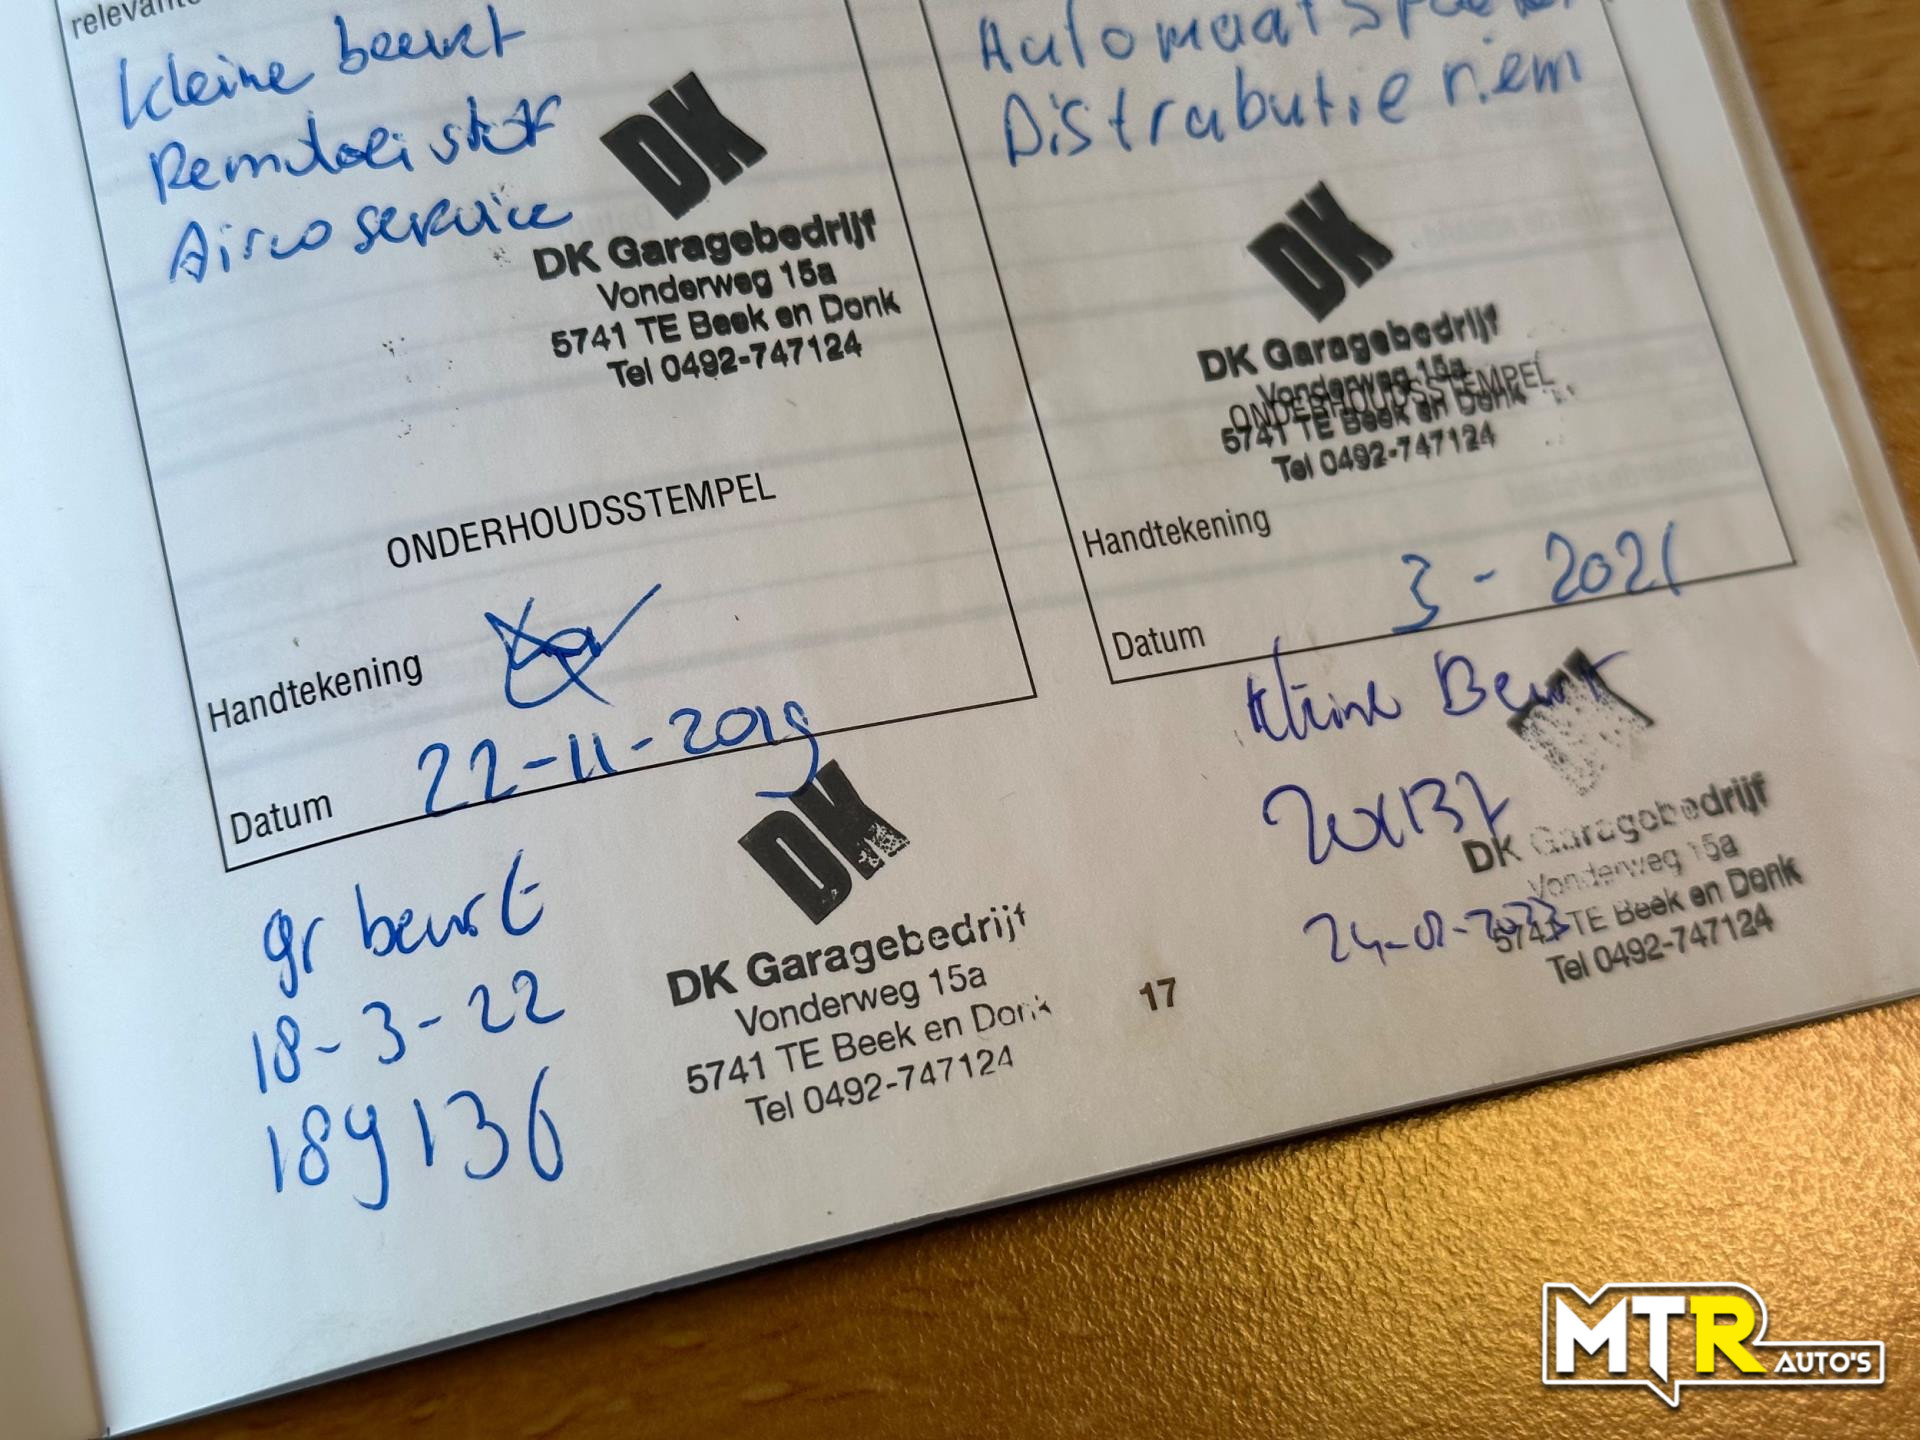 relevante
kleine beurt
Remvloeistof
Airco service
DK
DK Garagebedrijf
Vonderweg 15a
5741 TE Beek en Donk
Tel 0492-747124
ONDERHOUDSSTEMPEL
Handtekening
Datum 22-11-2019
gr beurt
18-3-22
189136
DK
DK Garagebedrijf
Vonderweg 15a
5741 TE Beek en Donk
Tel 0492-747124
Automaat
Distrabutie riem
DK
DK Garagebedrijf
Vonderweg 15a
ONDERHOUDSSTEMPEL
5741 TE Beek en Donk
Tel 0492-747124
Handtekening
Datum 3-2021
kleine Beurt
DK Garagebedrijf
Vonderweg 15a
5741 TE Beek en Donk
Tel 0492-747124
17
MTR AUTO'S